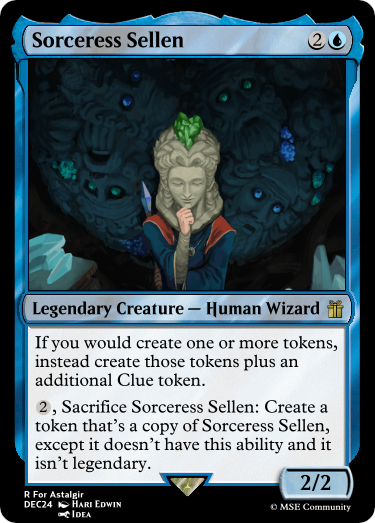 Sorceress Sellen 2
Legendary Creature — Human Wizard
If you would create one or more tokens,
instead create those tokens plus an
additional Clue token.
2, Sacrifice Sorceress Sellen: Create a
token that's a copy of Sorceress Sellen,
except it doesn't have this ability and it
isn't legendary.
2/2
R For Astalgir
DEC24 Hari Edwin
Idea
© MSE Community